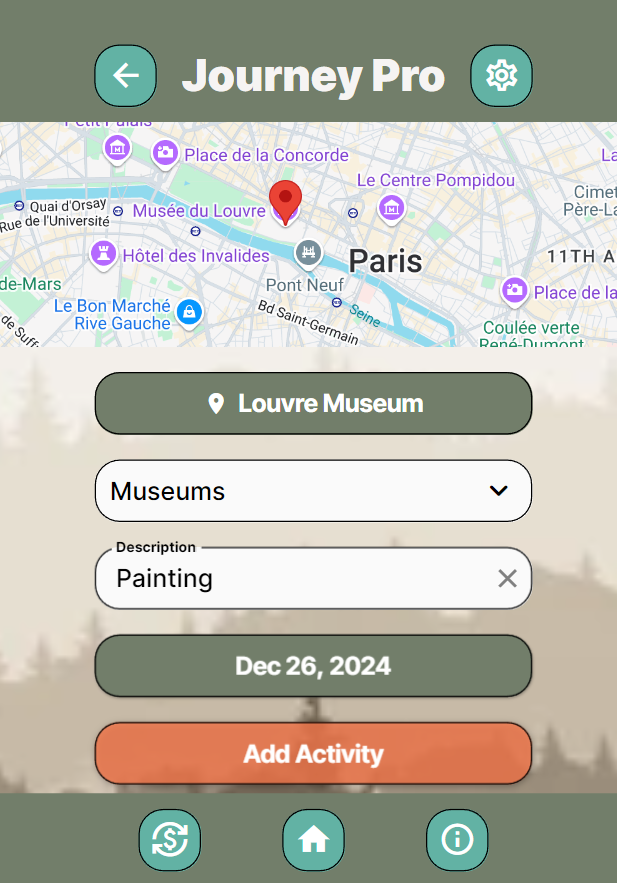 Journey Pro
Petit Palais
Place de la Concorde
Le Centre Pompidou
La
Cimet
Père-La
Quai d'Orsay
Rue de l'Université
Musée du Louvre
Hôtel des Invalides
Paris
11TH A
de-Mars
Pont Neuf
Place de la
Le Bon Marché
Rive Gauche
Bd Saint-Germain
Seine
de Suff
Coulée verte
René-Dumont
Louvre Museum
Museums
Description
Painting
Dec 26, 2024
Add Activity